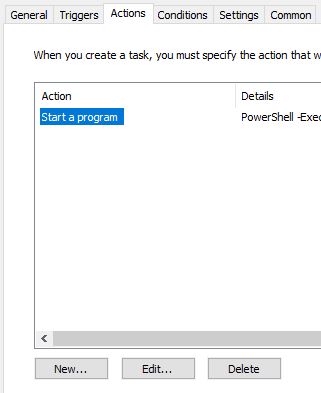 General Triggers Actions Conditions Settings Common
When you create a task, you must specify the action that w
Action Details
Start a program PowerShell -Exec
New... Edit... Delete